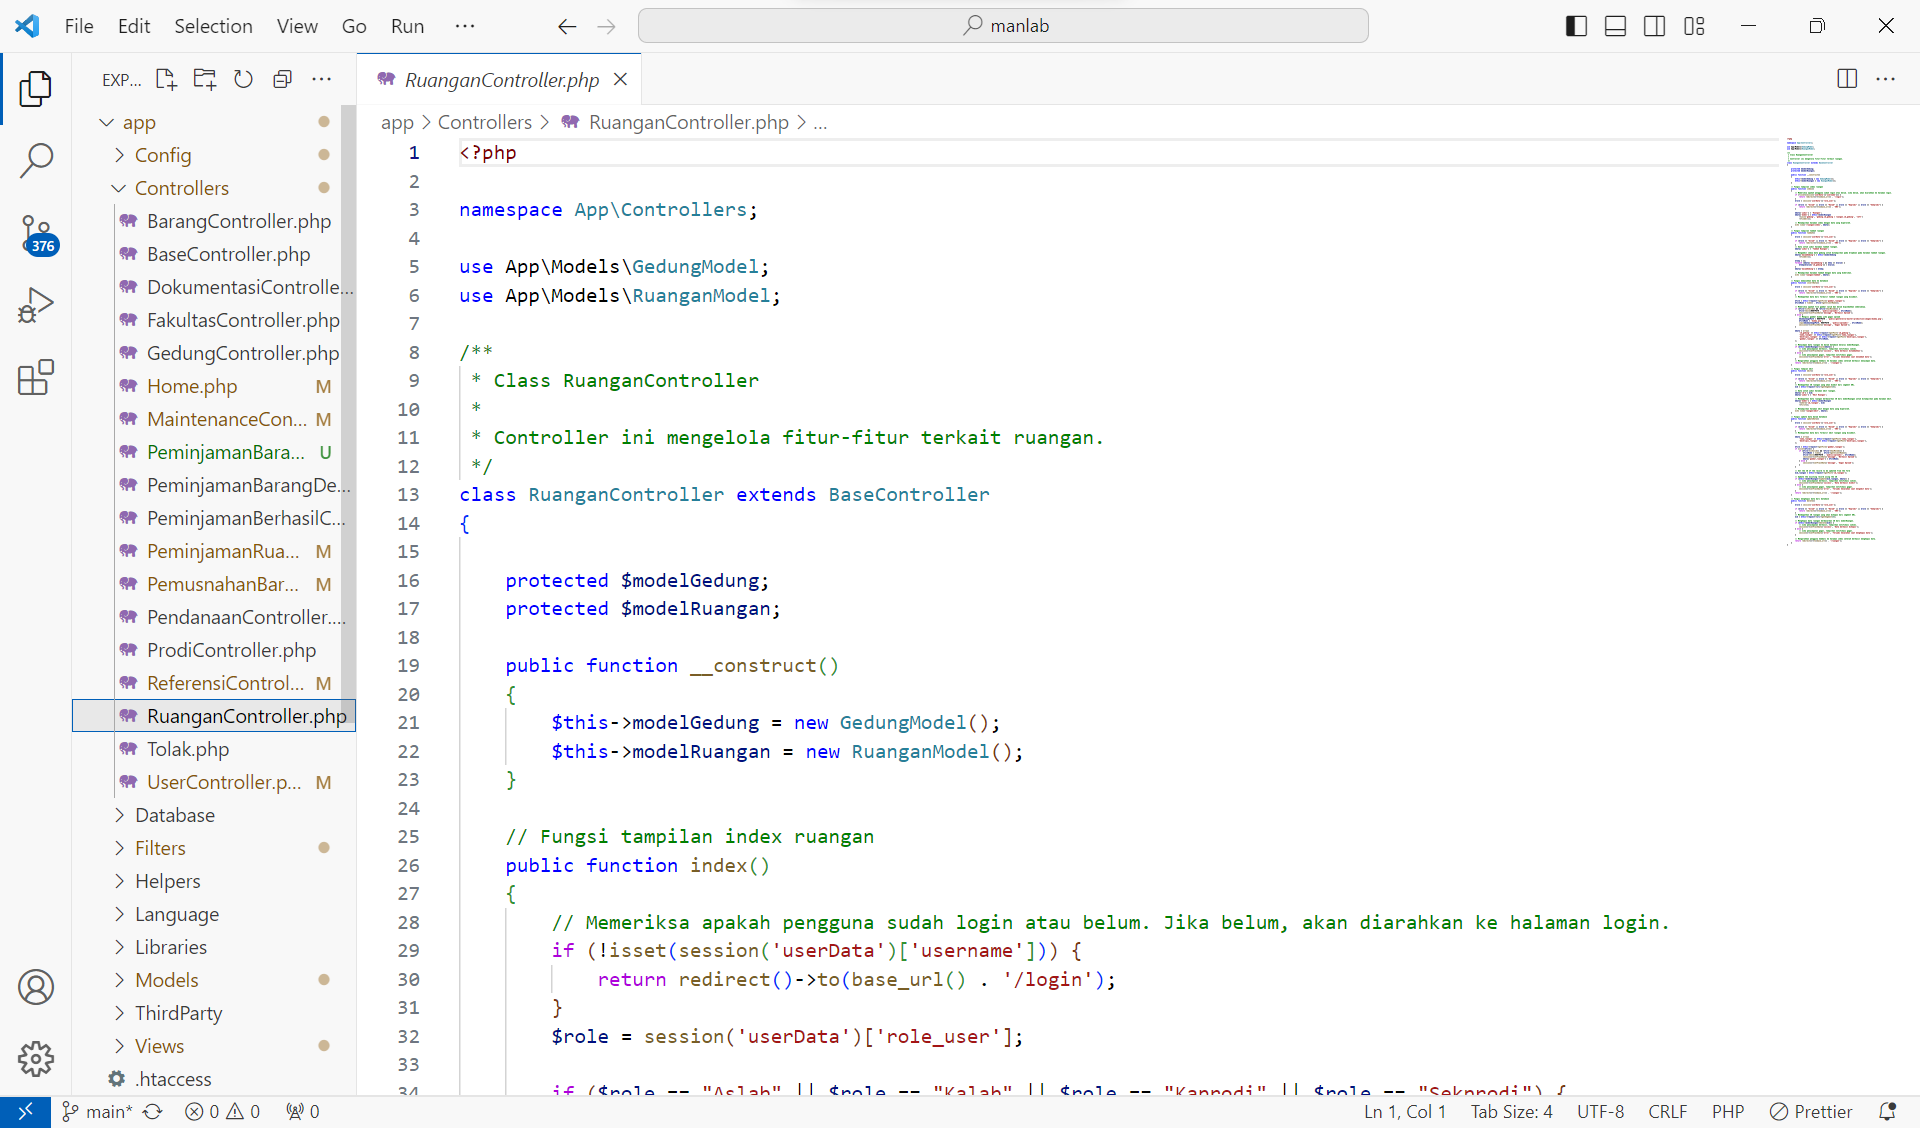 File Edit Selection View Go Run ...
manlab
EXP...
RuanganController.php
app > Controllers > RuanganController.php > ...
app
Config
Controllers
BarangController.php
BaseController.php
DokumentasiControlle...
FakultasController.php
GedungController.php
Home.php M
MaintenanceCon... M
PeminjamanBara... U
PeminjamanBarangDe...
PeminjamanBerhasilC...
PeminjamanRua... M
PemusnahanBar... M
PendanaanController....
ProdiController.php
ReferensiControl... M
RuanganController.php
Tolak.php
UserController.p... M
Database
Filters
Helpers
Language
Libraries
Models
ThirdParty
Views
.htaccess
376
1 <?php
2
3 namespace App\Controllers;
4
5 use App\Models\GedungModel;
6 use App\Models\RuanganModel;
7
8 /**
9 * Class RuanganController
10 *
11 * Controller ini mengelola fitur-fitur terkait ruangan.
12 */
13 class RuanganController extends BaseController
14 {
15
16 protected $modelGedung;
17 protected $modelRuangan;
18
19 public function __construct()
20 {
21 $this->modelGedung = new GedungModel();
22 $this->modelRuangan = new RuanganModel();
23 }
24
25 // Fungsi tampilan index ruangan
26 public function index()
27 {
28 // Memeriksa apakah pengguna sudah login atau belum. Jika belum, akan diarahkan ke halaman login.
29 if (!isset(session('userData')['username'])) {
30 return redirect()->to(base_url() . '/login');
31 }
32 $role = session('userData')['role_user'];
33
34 if ($role == "Aslab" || $role == "Kalab" || $role == "Kaprodi" || $role == "Sekprodi") {
main* 0 0 0
Ln 1, Col 1 Tab Size: 4 UTF-8 CRLF PHP Prettier